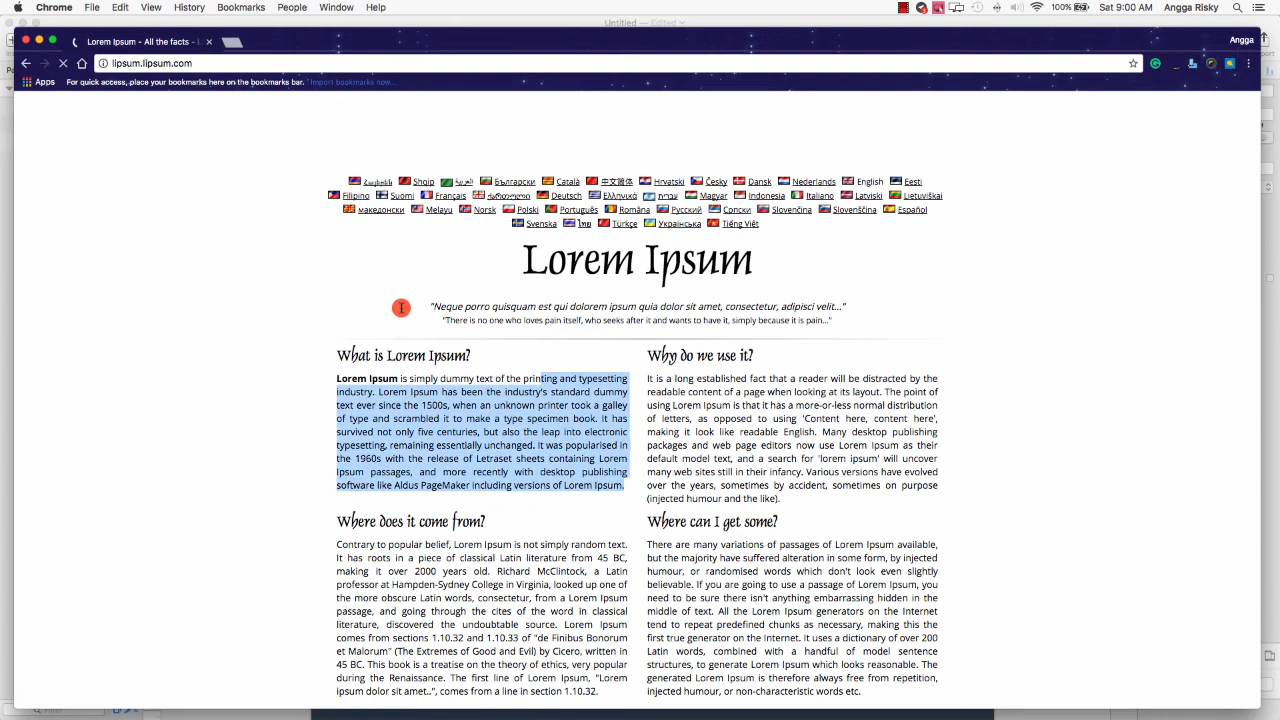 Chrome File Edit View History Bookmarks People Window Help 100% Sat 9:00 AM Angga Risky
Untitled — Edited
Lorem Ipsum - All the facts - L Angga
lipsum.lipsum.com
Apps For quick access, place your bookmarks here on the bookmarks bar. Import bookmarks now...
Հայերեն Shqip العربية Български Català 中文简体 Hrvatski Česky Dansk Nederlands English Eesti
Filipino Suomi Français ქართული Deutsch Ελληνικά עברית Magyar Indonesia Italiano Latviski Lietuviškai
македонски Melayu Norsk Polski Português Româna Русский Српски Slovenčina Slovenščina Español
Svenska ไทย Türkçe Українська Tiếng Việt
Lorem Ipsum
"Neque porro quisquam est qui dolorem ipsum quia dolor sit amet, consectetur, adipisci velit..."
"There is no one who loves pain itself, who seeks after it and wants to have it, simply because it is pain..."
What is Lorem Ipsum?
Lorem Ipsum is simply dummy text of the printing and typesetting
industry. Lorem Ipsum has been the industry's standard dummy
text ever since the 1500s, when an unknown printer took a galley
of type and scrambled it to make a type specimen book. It has
survived not only five centuries, but also the leap into electronic
typesetting, remaining essentially unchanged. It was popularised in
the 1960s with the release of Letraset sheets containing Lorem
Ipsum passages, and more recently with desktop publishing
software like Aldus PageMaker including versions of Lorem Ipsum.
Why do we use it?
It is a long established fact that a reader will be distracted by the
readable content of a page when looking at its layout. The point of
using Lorem Ipsum is that it has a more-or-less normal distribution
of letters, as opposed to using 'Content here, content here',
making it look like readable English. Many desktop publishing
packages and web page editors now use Lorem Ipsum as their
default model text, and a search for 'lorem ipsum' will uncover
many web sites still in their infancy. Various versions have evolved
over the years, sometimes by accident, sometimes on purpose
(injected humour and the like).
Where does it come from?
Contrary to popular belief, Lorem Ipsum is not simply random text.
It has roots in a piece of classical Latin literature from 45 BC,
making it over 2000 years old. Richard McClintock, a Latin
professor at Hampden-Sydney College in Virginia, looked up one of
the more obscure Latin words, consectetur, from a Lorem Ipsum
passage, and going through the cites of the word in classical
literature, discovered the undoubtable source. Lorem Ipsum
comes from sections 1.10.32 and 1.10.33 of "de Finibus Bonorum
et Malorum" (The Extremes of Good and Evil) by Cicero, written in
45 BC. This book is a treatise on the theory of ethics, very popular
during the Renaissance. The first line of Lorem Ipsum, "Lorem
ipsum dolor sit amet..", comes from a line in section 1.10.32.
Where can I get some?
There are many variations of passages of Lorem Ipsum available,
but the majority have suffered alteration in some form, by injected
humour, or randomised words which don't look even slightly
believable. If you are going to use a passage of Lorem Ipsum, you
need to be sure there isn't anything embarrassing hidden in the
middle of text. All the Lorem Ipsum generators on the Internet
tend to repeat predefined chunks as necessary, making this the
first true generator on the Internet. It uses a dictionary of over 200
Latin words, combined with a handful of model sentence
structures, to generate Lorem Ipsum which looks reasonable. The
generated Lorem Ipsum is therefore always free from repetition,
injected humour, or non-characteristic words etc.
Filter